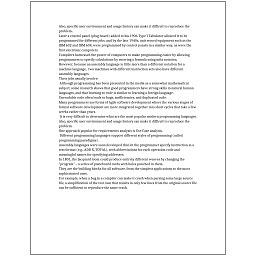 Also, specific user environment and usage history can make it difficult to reproduce the
problem.
Later a control panel (plug board) added to his 1906 Type I Tabulator allowed it to be
programmed for different jobs, and by the late 1940s, unit record equipment such as the
IBM 602 and IBM 604, were programmed by control panels in a similar way, as were the
first electronic computers.
Compilers harnessed the power of computers to make programming easier by allowing
programmers to specify calculations by entering a formula using infix notation.
However, because an assembly language is little more than a different notation for a
machine language, two machines with different instruction sets also have different
assembly languages.
Their jobs usually involve:
Although programming has been presented in the media as a somewhat mathematical
subject, some research shows that good programmers have strong skills in natural human
languages, and that learning to code is similar to learning a foreign language.
Unreadable code often leads to bugs, inefficiencies, and duplicated code.
Many programmers use forms of Agile software development where the various stages of
formal software development are more integrated together into short cycles that take a few
weeks rather than years.
It is very difficult to determine what are the most popular modern programming languages.
Also, specific user environment and usage history can make it difficult to reproduce the
problem.
One approach popular for requirements analysis is Use Case analysis.
Different programming languages support different styles of programming (called
programming paradigms).
Assembly languages were soon developed that let the programmer specify instruction in a
text format (e.g., ADD X, TOTAL), with abbreviations for each operation code and
meaningful names for specifying addresses.
In 1801, the Jacquard loom could produce entirely different weaves by changing the
"program" - a series of pasteboard cards with holes punched in them.
They are the building blocks for all software, from the simplest applications to the most
sophisticated ones.
For example, when a bug in a compiler can make it crash when parsing some large source
file, a simplification of the test case that results in only few lines from the original source file
can be sufficient to reproduce the same crash.